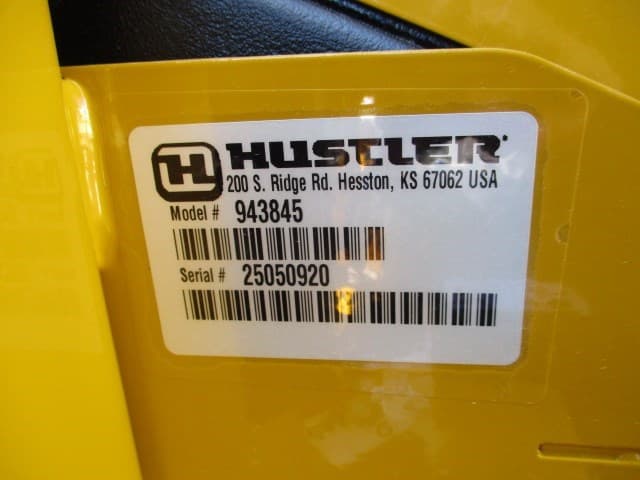 H HUSTLER
200 S. Ridge Rd. Hesston, KS 67062 USA
Model # 943845
Serial # 25050920